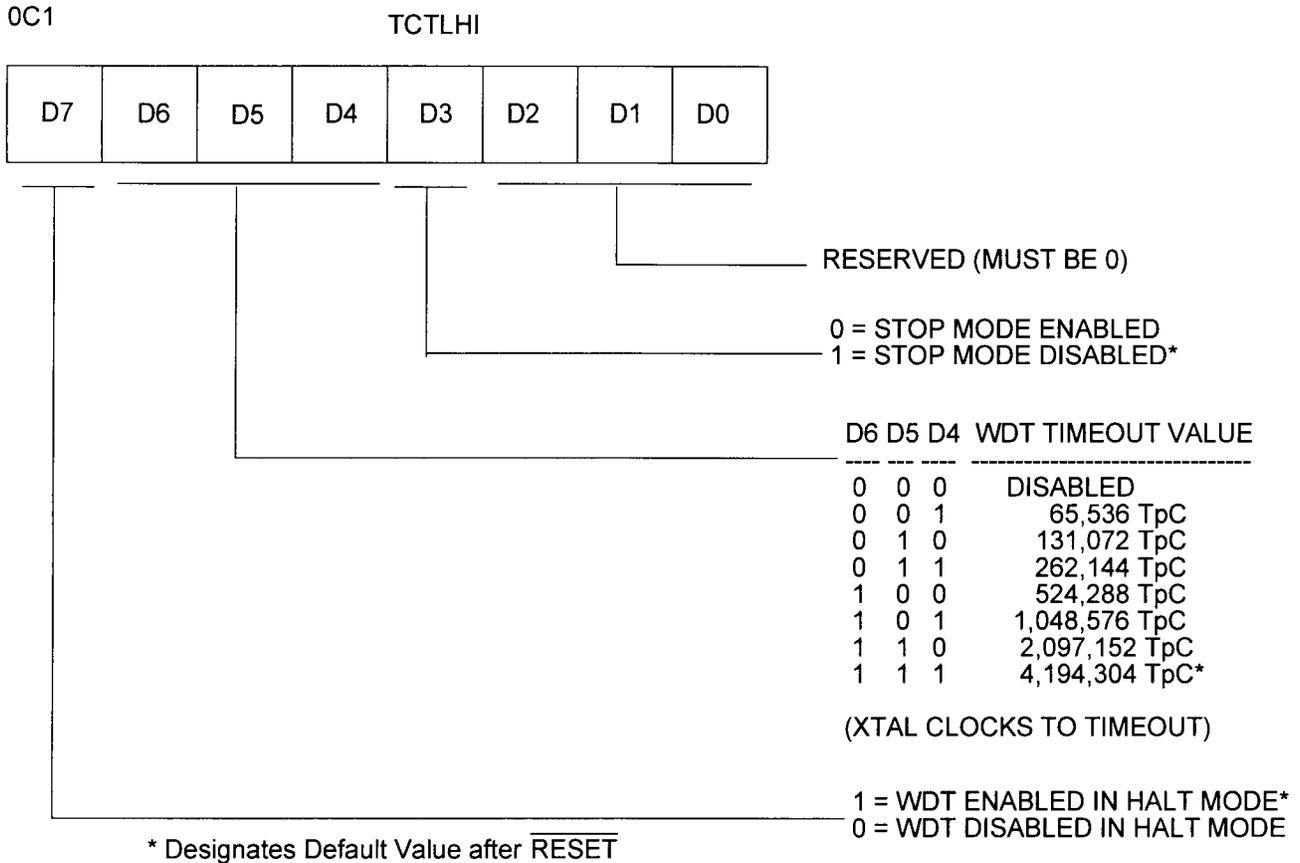 0C1
TCTLHI
D7 D6 D5 D4 D3 D2 D1 D0
RESERVED (MUST BE 0)
0 = STOP MODE ENABLED
1 = STOP MODE DISABLED*
D6 D5 D4 WDT TIMEOUT VALUE
---- --- ---- -------------------------------
0 0 0 DISABLED
0 0 1 65,536 TpC
0 1 0 131,072 TpC
0 1 1 262,144 TpC
1 0 0 524,288 TpC
1 0 1 1,048,576 TpC
1 1 0 2,097,152 TpC
1 1 1 4,194,304 TpC*
(XTAL CLOCKS TO TIMEOUT)
1 = WDT ENABLED IN HALT MODE*
0 = WDT DISABLED IN HALT MODE
* Designates Default Value after RESET